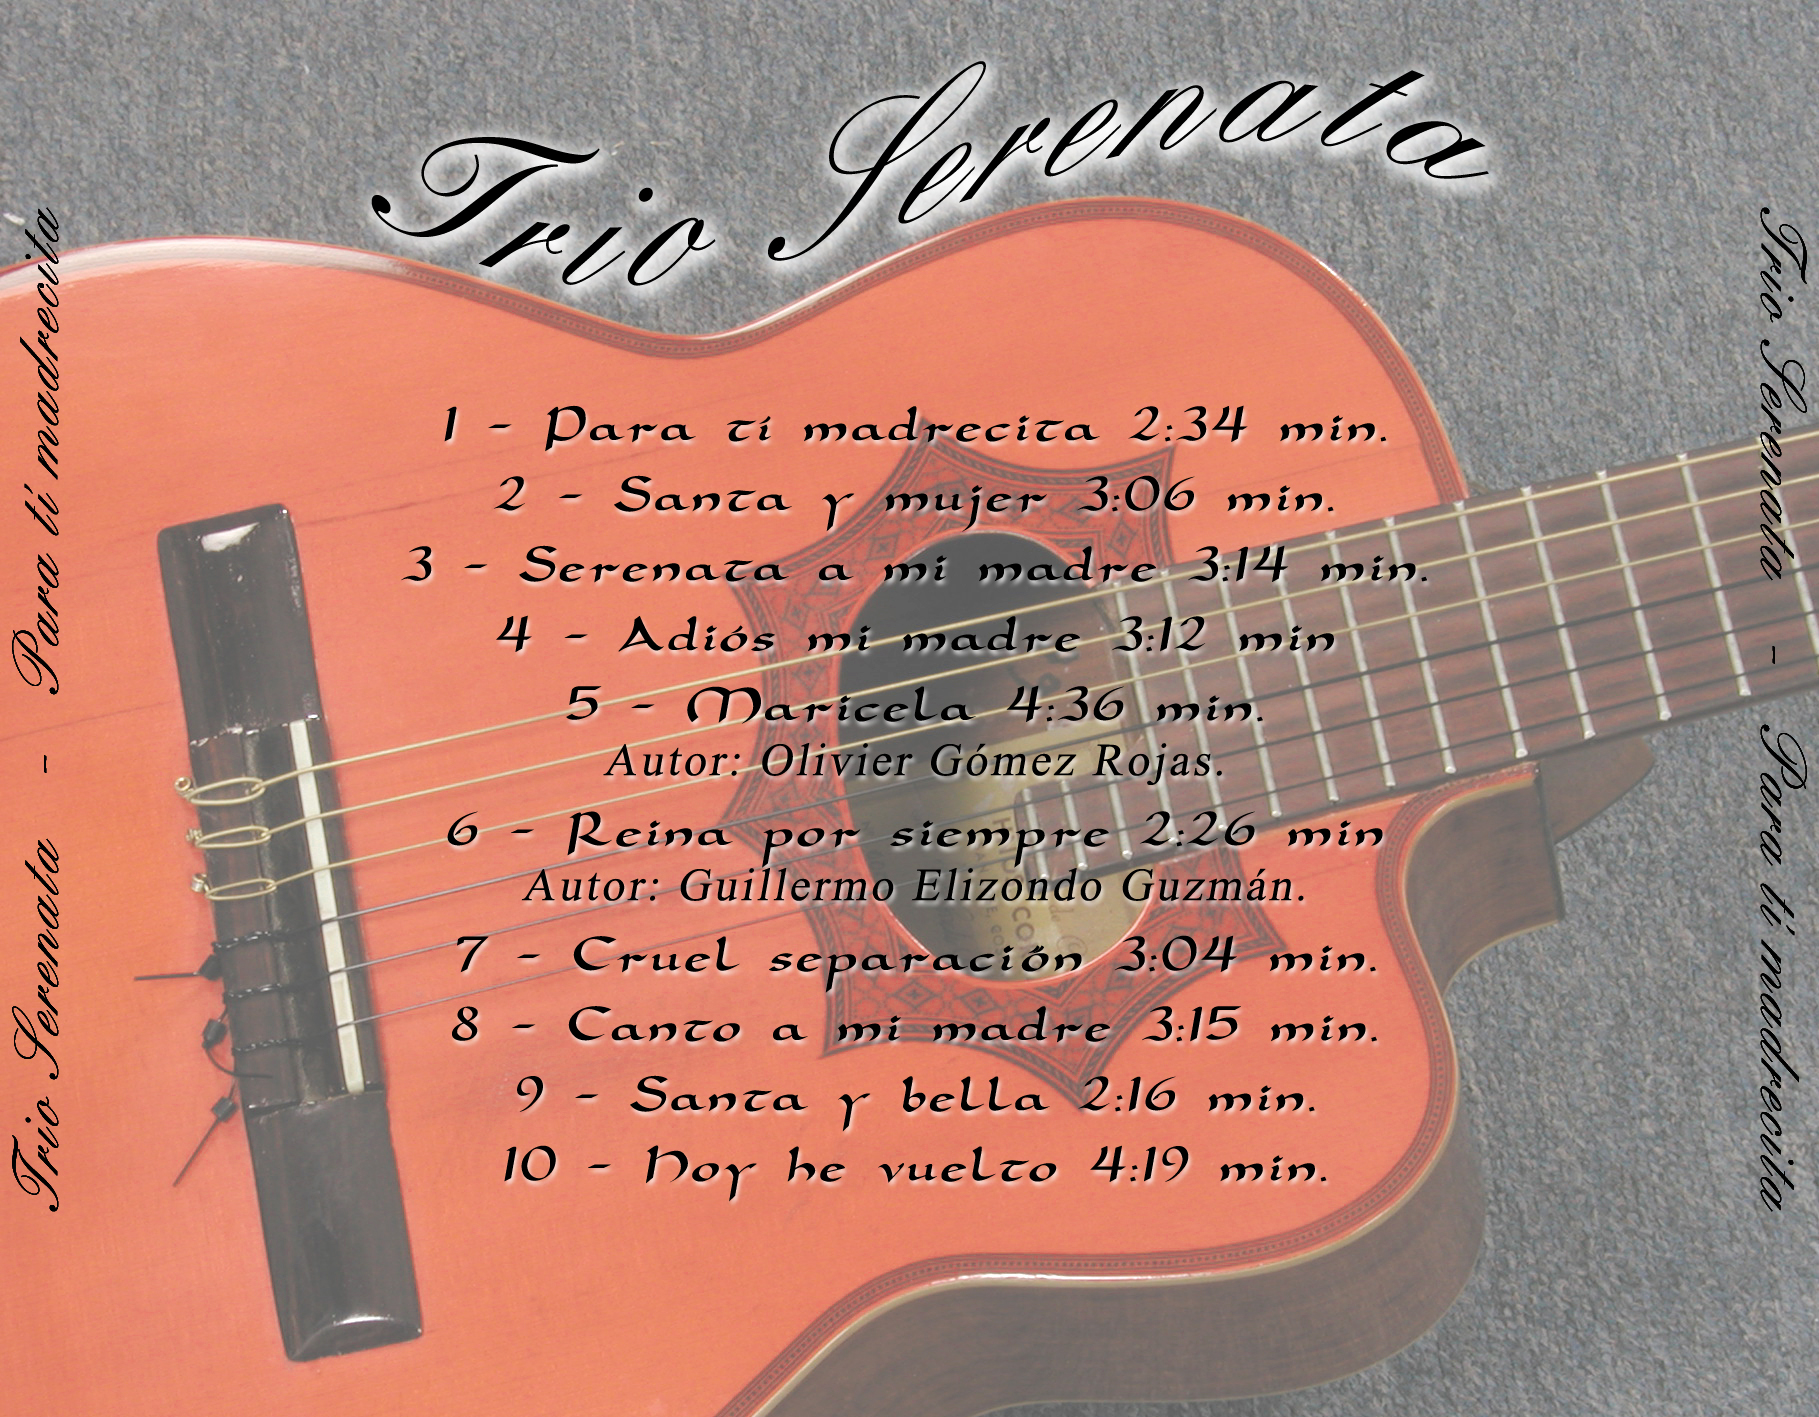 Trio Serenata
Trio Serenata - Para tí madrecita
1 - Para tí madrecita 2:34 min.
2 - Santa y mujer 3:06 min.
3 - Serenata a mi madre 3:14 min.
4 - Adiós mi madre 3:12 min
5 - Maricela 4:36 min.
Autor: Olivier Gómez Rojas.
6 - Reina por siempre 2:26 min
Autor: Guillermo Elizondo Guzmán.
7 - Cruel separación 3:04 min.
8 - Canto a mi madre 3:15 min.
9 - Santa y bella 2:16 min.
10 - Hoy he vuelto 4:19 min.
Trio Serenata - Para tí madrecita